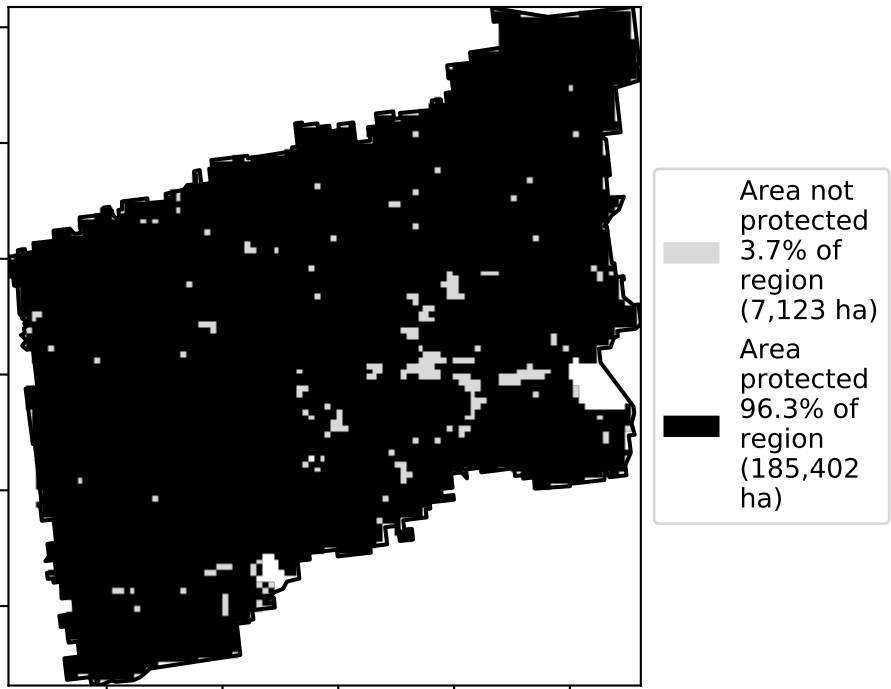 Area not
protected
3.7% of
region
(7,123 ha)
Area
protected
96.3% of
region
(185,402
ha)